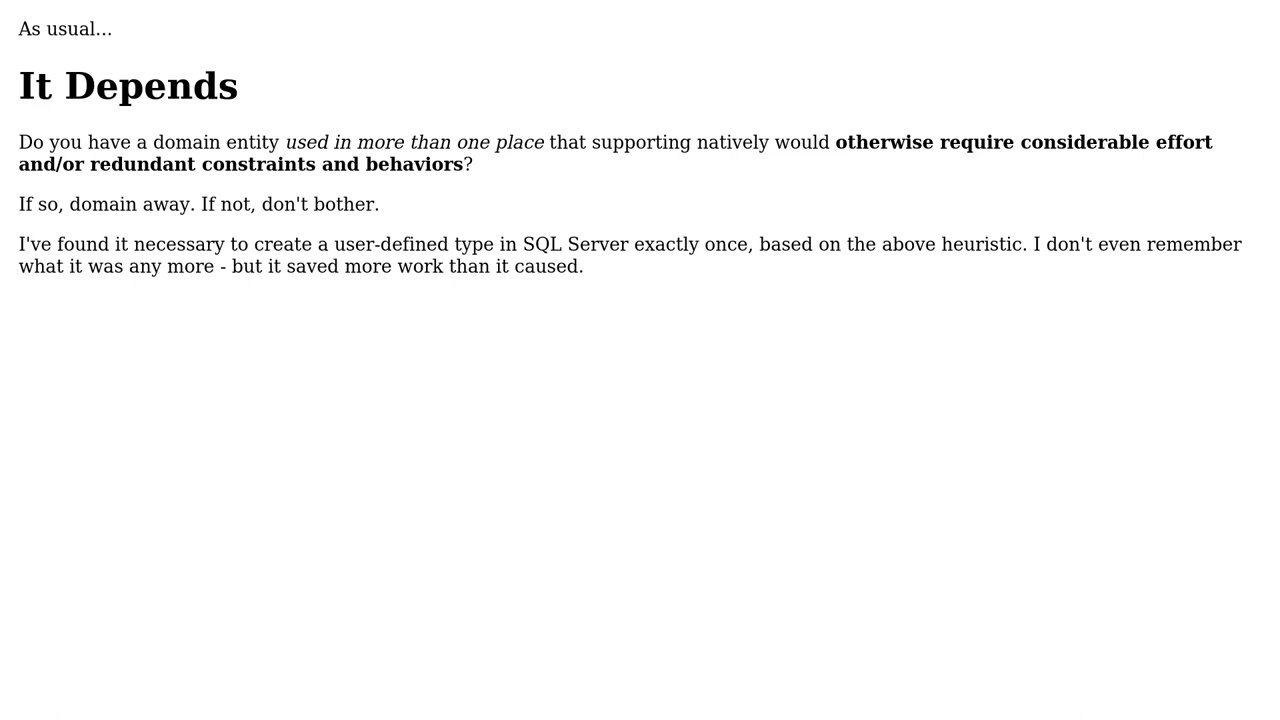 As usual...
It Depends
Do you have a domain entity used in more than one place that supporting natively would otherwise require considerable effort
and/or redundant constraints and behaviors?
If so, domain away. If not, don't bother.
I've found it necessary to create a user-defined type in SQL Server exactly once, based on the above heuristic. I don't even remember
what it was any more - but it saved more work than it caused.